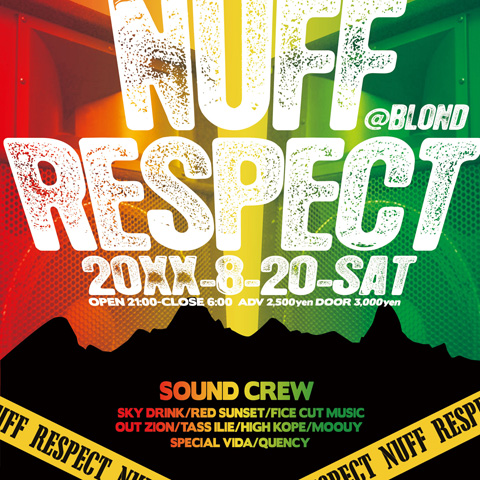 NUFF
@BLOND
RESPECT
20XX-8-20-SAT
OPEN 21:00-CLOSE 6:00 ADV 2,500yen DOOR 3,000yen
SOUND CREW
SKY DRINK/RED SUNSET/FICE CUT MUSIC
OUT ZION/TASS ILIE/HIGH KOPE/MOOUY
SPECIAL VIDA/QUENCY
NUFF RESPECT NUFF
RESPECT NUFF RESPECT